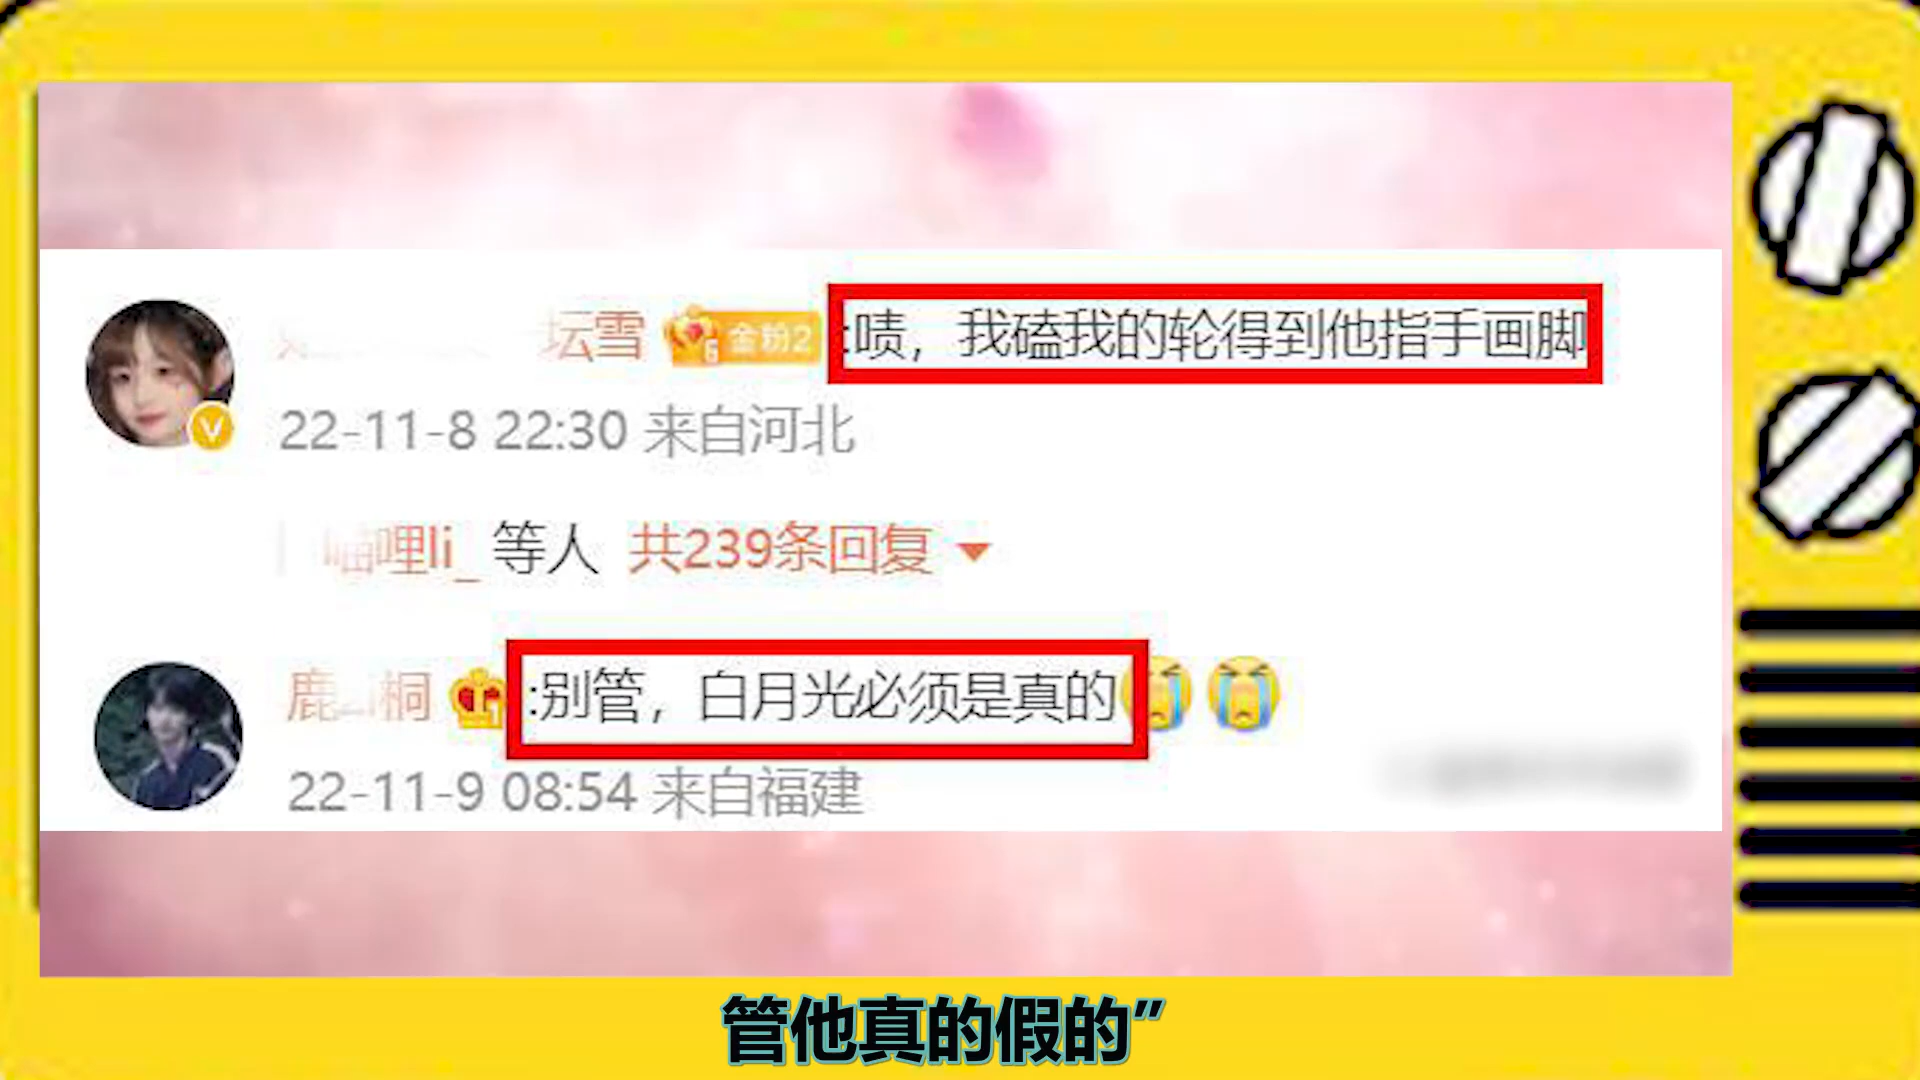 坛雪 6 金粉2 :啧，我磕我的轮得到他指手画脚
22-11-8 22:30 来自河北
喵哩li_ 等人 共239条回复
鹿 桐 1 :别管，白月光必须是真的
22-11-9 08:54 来自福建
管他真的假的”